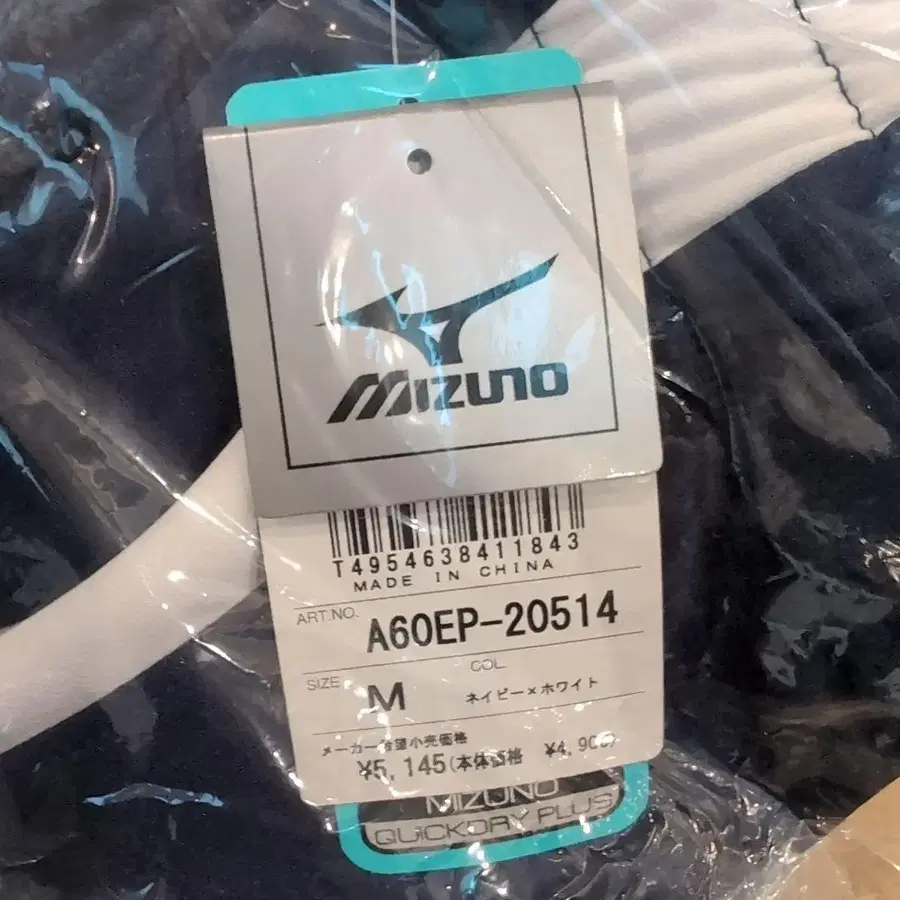 MIZUNO
T4954638411843
MADE IN CHINA
ART.NO. A60EP-20514
SIZE M COL ネイビー×ホワイト
メーカー希望小売価格
¥5,145(本体価格 ¥4,900)
MIZUNO
QUICKDRY PLUS